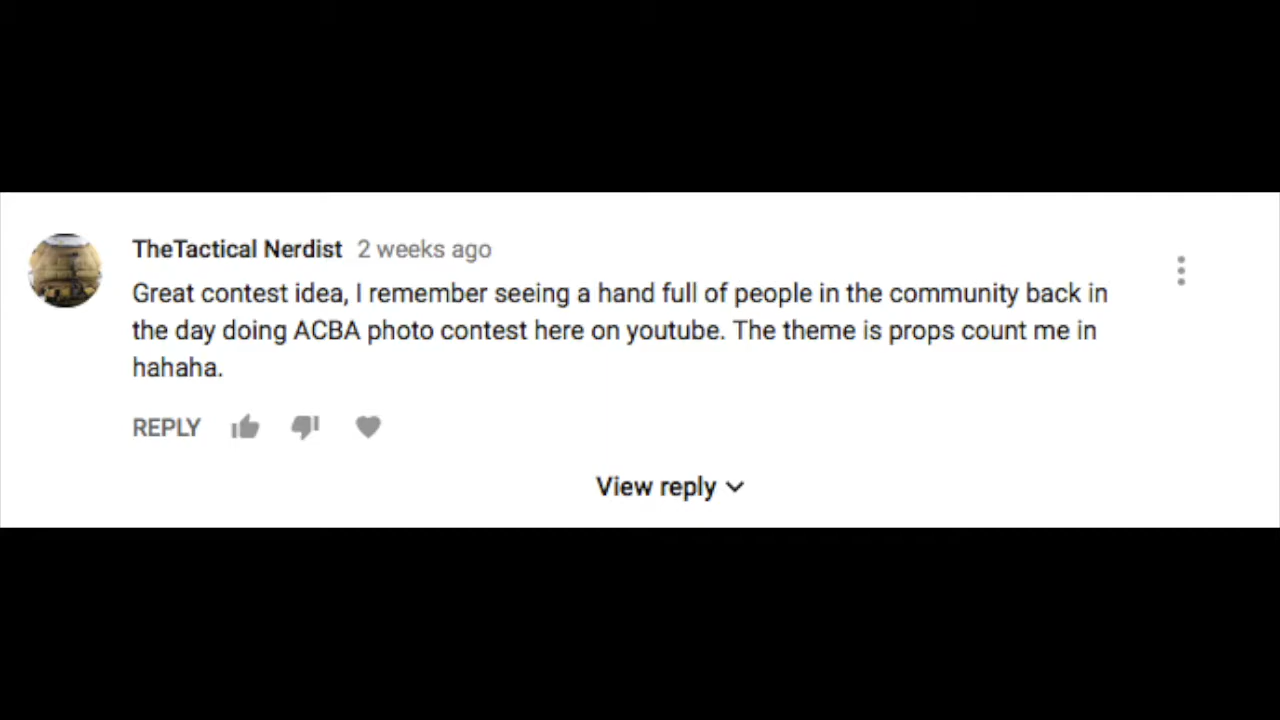 TheTactical Nerdist 2 weeks ago
Great contest idea, I remember seeing a hand full of people in the community back in
the day doing ACBA photo contest here on youtube. The theme is props count me in
hahaha.
REPLY
View reply